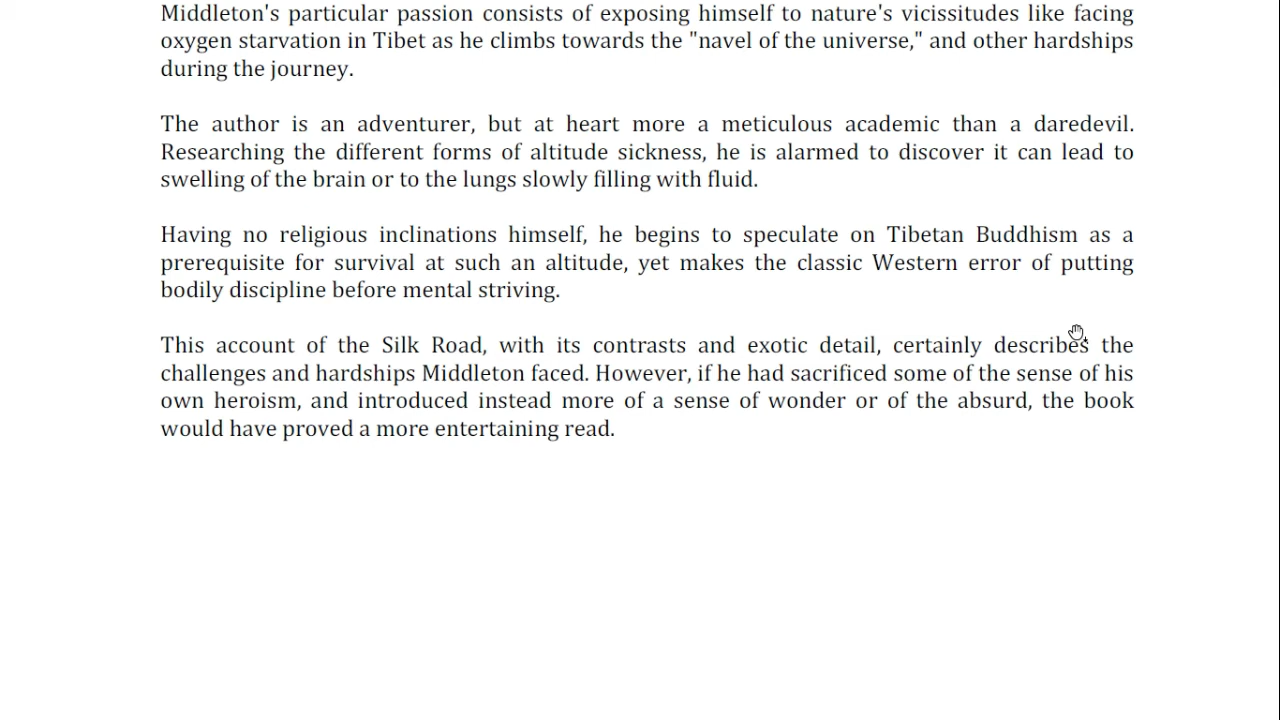 Middleton's particular passion consists of exposing himself to nature's vicissitudes like facing
oxygen starvation in Tibet as he climbs towards the "navel of the universe," and other hardships
during the journey.
The author is an adventurer, but at heart more a meticulous academic than a daredevil.
Researching the different forms of altitude sickness, he is alarmed to discover it can lead to
swelling of the brain or to the lungs slowly filling with fluid.
Having no religious inclinations himself, he begins to speculate on Tibetan Buddhism as a
prerequisite for survival at such an altitude, yet makes the classic Western error of putting
bodily discipline before mental striving.
This account of the Silk Road, with its contrasts and exotic detail, certainly describes the
challenges and hardships Middleton faced. However, if he had sacrificed some of the sense of his
own heroism, and introduced instead more of a sense of wonder or of the absurd, the book
would have proved a more entertaining read.